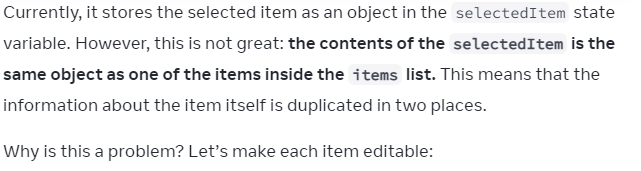 Currently, it stores the selected item as an object in the selectedItem state
variable. However, this is not great: the contents of the selectedItem is the
same object as one of the items inside the items list. This means that the
information about the item itself is duplicated in two places.
Why is this a problem? Let’s make each item editable: